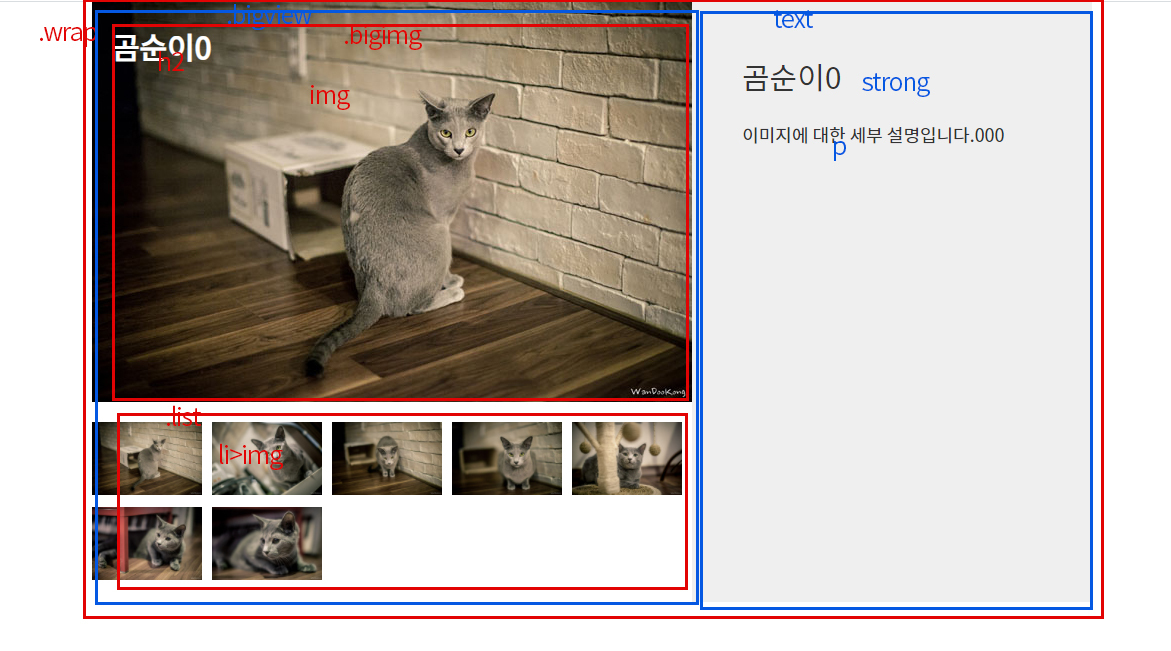 .wrap
.bigview
.bigimg
곰순이0
h2
img
WanDooKong
.list
li>img
text
곰순이0
strong
이미지에 대한 세부 설명입니다.000
p